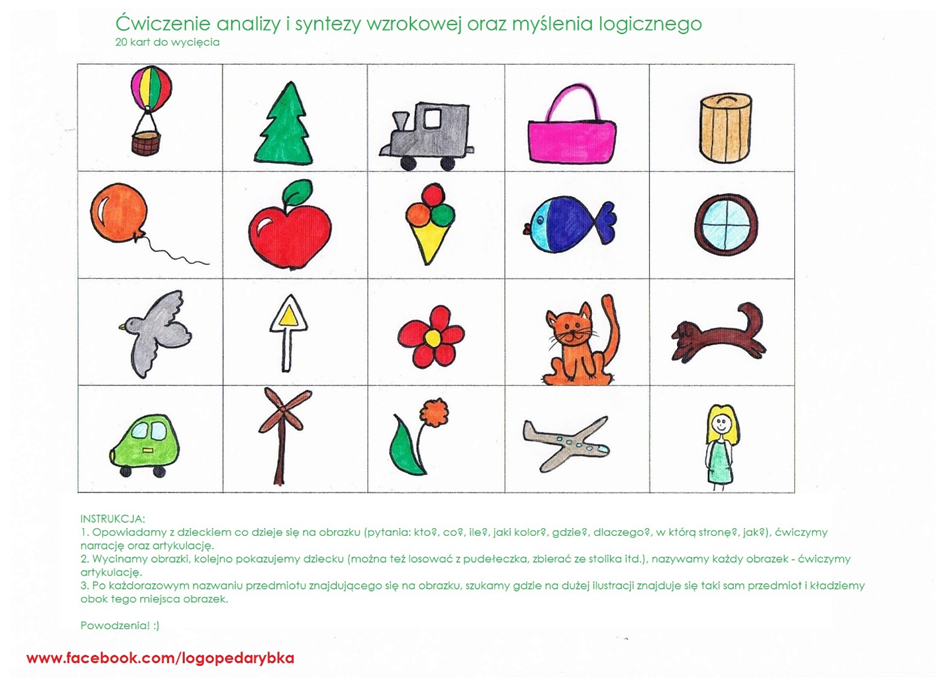 Ćwiczenie analizy i syntezy wzrokowej oraz myślenia logicznego
20 kart do wycięcia
INSTRUKCJA:
1. Opowiadamy z dzieckiem co dzieje się na obrazku (pytania: kto?, co?, ile?, jaki kolor?, gdzie?, dlaczego?, w którą stronę?, jak?), ćwiczymy
narrację oraz artykulację.
2. Wycinamy obrazki, kolejno pokazujemy dziecku (można też losować z pudełeczka, zbierać ze stolika itd.), nazywamy każdy obrazek - ćwiczymy
artykulację.
3. Po każdorazowym nazwaniu przedmiotu znajdującego się na obrazku, szukamy gdzie na dużej ilustracji znajduje się taki sam przedmiot i kładziemy
obok tego miejsca obrazek.
Powodzenia! :)
www.facebook.com/logopedarybka